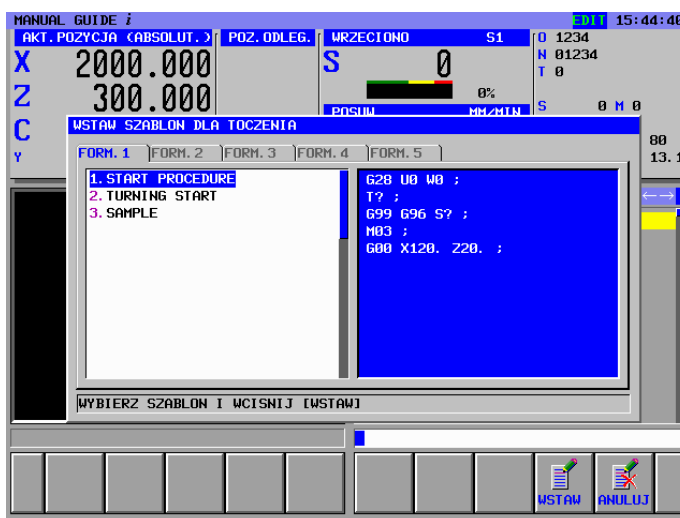 MANUAL GUIDE i EDIT 15:44:40
AKT.POZYCJA (ABSOLUT.) POZ.ODLEG. WRZECIONO S1 O 1234
X 2000.000 S 0 N 01234
T 0
Z 300.000 0%
POSUW MM/MIN S 0 M 0
C WSTAW SZABLON DLA TOCZENIA 80
Y FORM. 1 FORM. 2 FORM. 3 FORM. 4 FORM. 5 13.1
1. START PROCEDURE
2. TURNING START
3. SAMPLE
G28 U0 W0 ;
T? ;
G99 G96 S? ;
M03 ;
G00 X120. Z20. ;
←→
WYBIERZ SZABLON I WCISNIJ [WSTAW]
WSTAW ANULUJ